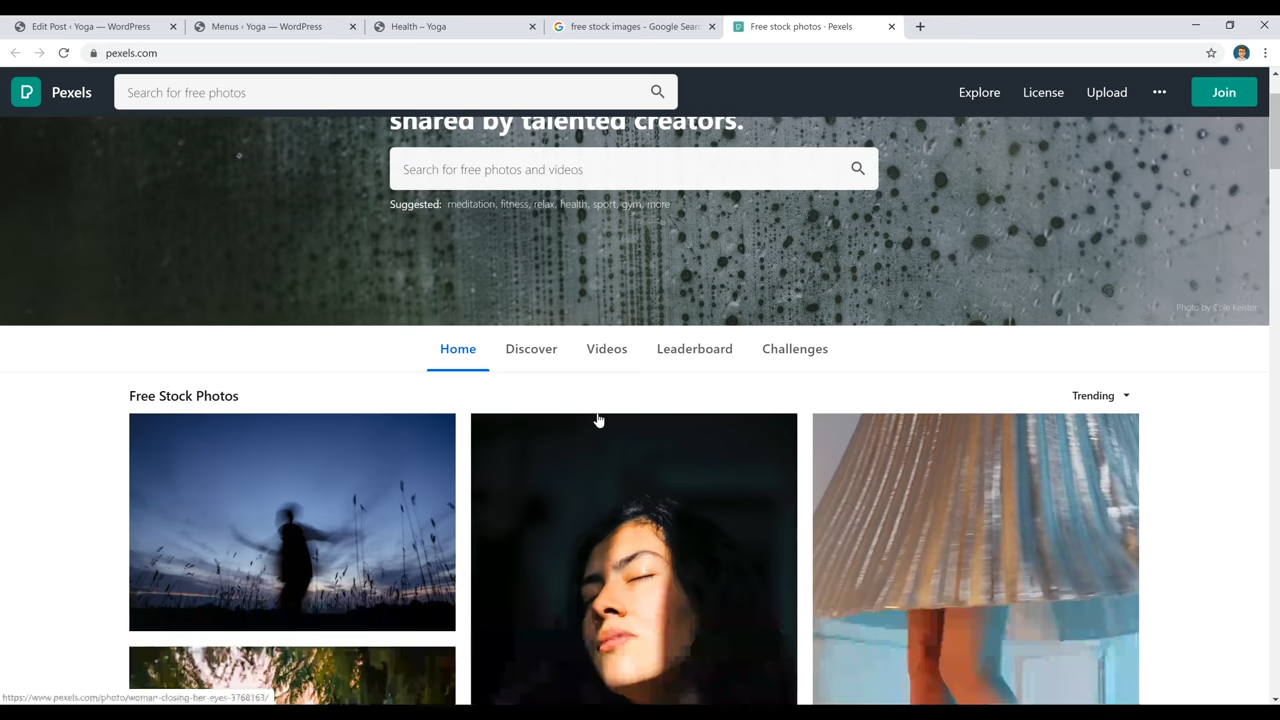 Edit Post ‹ Yoga — WordPress
Menus ‹ Yoga — WordPress
Health – Yoga
free stock images - Google Sear
Free stock photos · Pexels
pexels.com
Pexels
Search for free photos
Explore
License
Upload
Join
shared by talented creators.
Search for free photos and videos
Suggested: meditation, fitness, relax, health, sport, gym, more
Photo by Coln Keister
Home
Discover
Videos
Leaderboard
Challenges
Free Stock Photos
Trending
https://www.pexels.com/photo/woman-closing-her-eyes-3768163/